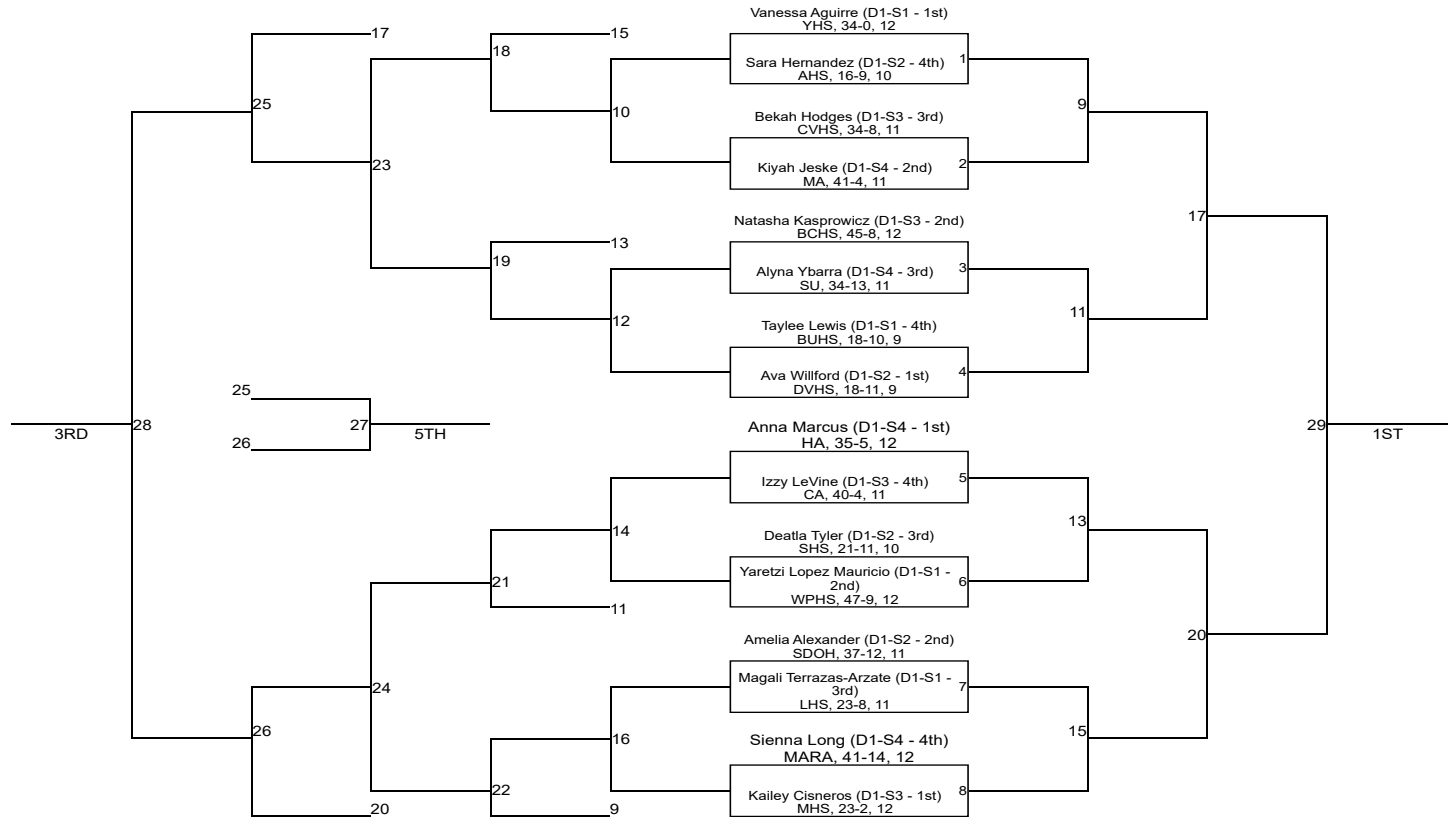 Vanessa Aguirre (D1-S1 - 1st)
YHS, 34-0, 12
17
15
18
Sara Hernandez (D1-S2 - 4th)
1
AHS, 16-9, 10
25
10
9
Bekah Hodges (D1-S3 - 3rd)
CVHS, 34-8, 11
23
Kiyah Jeske (D1-S4 - 2nd)
2
MA, 41-4, 11
Natasha Kasprowicz (D1-S3 - 2nd)
BCHS, 45-8, 12
17
13
19
Alyna Ybarra (D1-S4 - 3rd)
3
SU, 34-13, 11
12
11
Taylee Lewis (D1-S1 - 4th)
BUHS, 18-10, 9
Ava Willford (D1-S2 - 1st)
4
DVHS, 18-11, 9
25
28
3RD
27
5TH
26
29
1ST
Anna Marcus (D1-S4 - 1st)
HA, 35-5, 12
Izzy LeVine (D1-S3 - 4th)
5
CA, 40-4, 11
14
13
Deatla Tyler (D1-S2 - 3rd)
SHS, 21-11, 10
21
Yaretzi Lopez Mauricio (D1-S1 -
2nd)
6
WPHS, 47-9, 12
11
Amelia Alexander (D1-S2 - 2nd)
SDOH, 37-12, 11
20
24
Magali Terrazas-Arzate (D1-S1 -
3rd)
7
LHS, 23-8, 11
26
16
15
Sienna Long (D1-S4 - 4th)
MARA, 41-14, 12
22
Kailey Cisneros (D1-S3 - 1st)
8
MHS, 23-2, 12
20
9